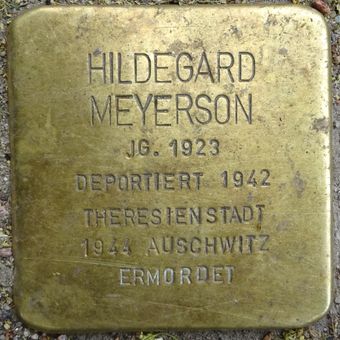 HILDEGARD
MEYERSON
JG. 1923
DEPORTIERT 1942
THERESIENSTADT
1944 AUSCHWITZ
ERMORDET